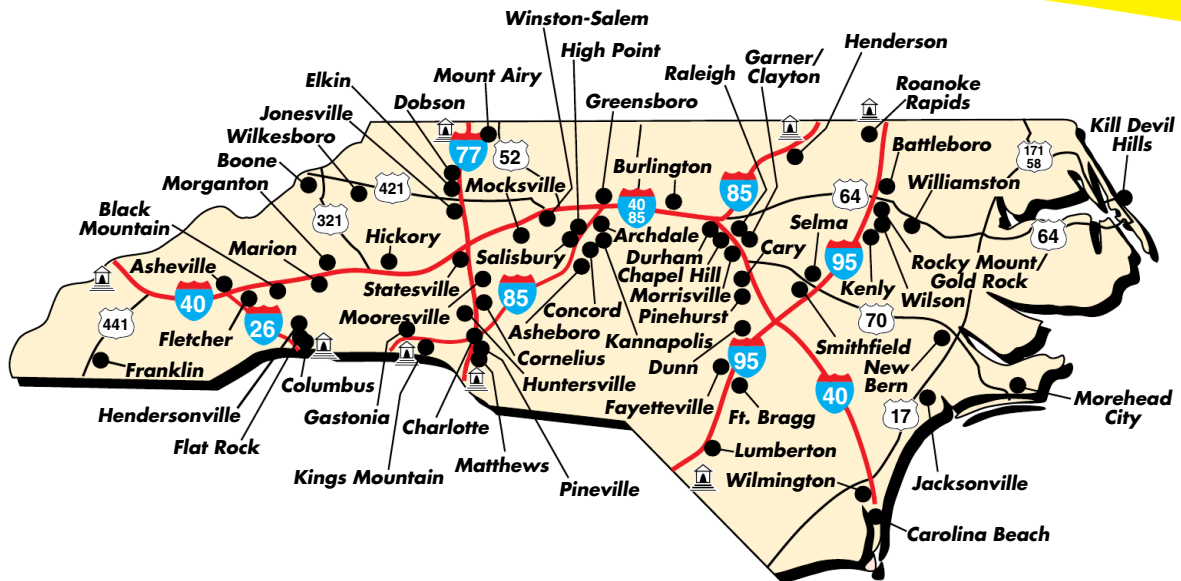 Winston-Salem
High Point
Garner/
Clayton
Henderson
Elkin
Mount Airy
Raleigh
Roanoke
Rapids
Jonesville
Dobson
Greensboro
Kill Devil
Hills
Wilkesboro
Boone
77
52
Burlington
Battleboro
171
58
Morganton
421
Mocksville
85
64
Williamston
Black
Mountain
321
40
85
Archdale
Selma
64
Marion
Hickory
Salisbury
Durham
Cary
Asheville
Chapel Hill
95
Rocky Mount/
Gold Rock
Statesville
85
Morrisville
Kenly
Wilson
40
Concord
441
26
Mooresville
Asheboro
Pinehurst
70
Fletcher
Kannapolis
Smithfield
Franklin
Cornelius
Dunn
95
New
Bern
Columbus
Huntersville
Hendersonville
Gastonia
Fayetteville
40
Morehead
City
Flat Rock
Charlotte
Ft. Bragg
17
Kings Mountain
Matthews
Lumberton
Pineville
Wilmington
Jacksonville
Carolina Beach